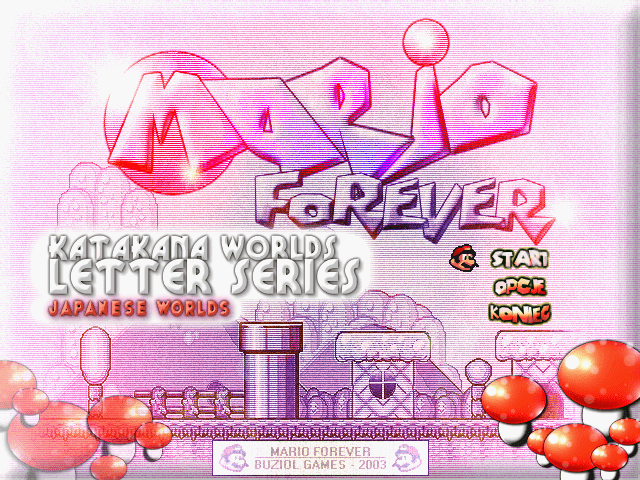 MARIO
FOREVER
KATAKANA WORLDS
LETTER SERIES
JAPANESE WORLDS
START
OPCJE
KONIEC
MARIO FOREVER
BUZIOL GAMES - 2003